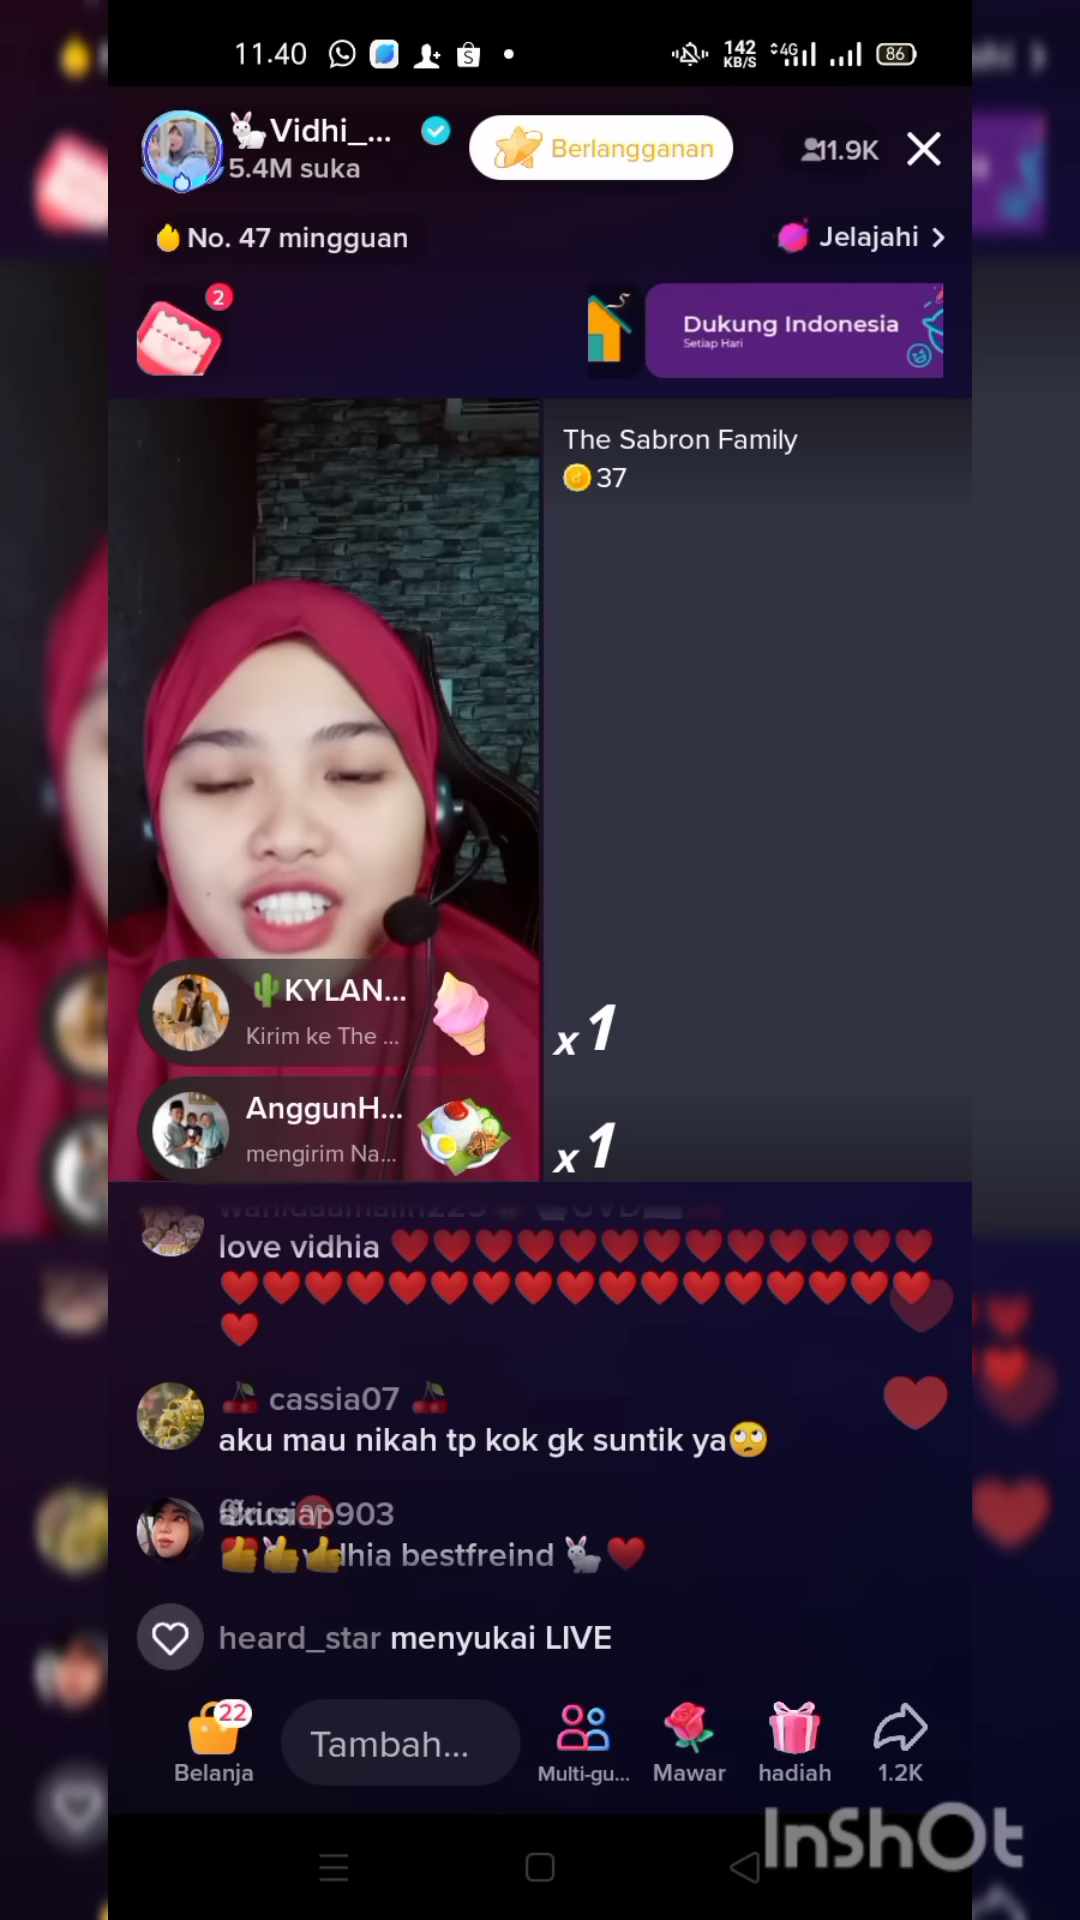 11.40
142
KB/S
4G
86
Vidhi_...
Berlangganan
11.9K
5.4M suka
No. 47 mingguan
Jelajahi
2
Dukung Indonesia
Setiap Hari
The Sabron Family
37
KYLAN...
Kirim ke The ...
x1
AnggunH...
mengirim Na...
x1
love vidhia ❤❤❤❤❤❤❤❤❤❤❤❤❤
❤❤❤❤❤❤❤❤❤❤❤❤❤❤❤❤❤
❤
🍒 cassia07 🍒
aku mau nikah tp kok gk suntik ya🙄
bestfreind 🐇❤
heard_star menyukai LIVE
22
Belanja
Tambah...
Multi-gu...
Mawar
hadiah
1.2K
InShOt